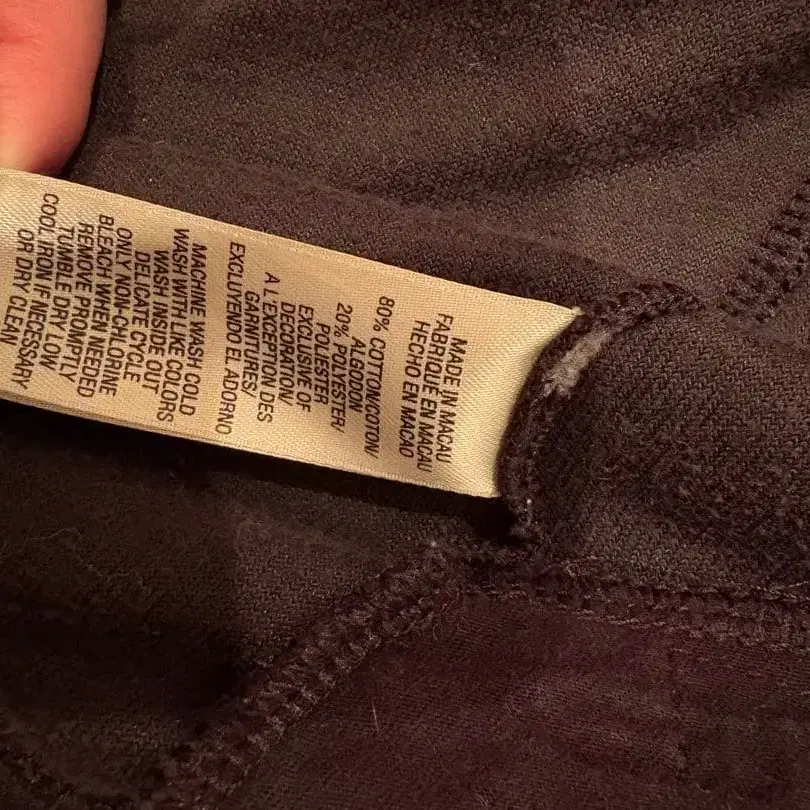 MADE IN MACAU
FABRIQUE EN MACAU
HECHO EN MACAO
80% COTTON/COTON/
ALGODON
20% POLYESTER/
POLIESTER
EXCLUSIVE OF
DECORATION/
A L'EXCEPTION DES
GARNITURES/
EXCLUYENDO EL ADORNO
MACHINE WASH COLD
WASH WITH LIKE COLORS
WASH INSIDE OUT
DELICATE CYCLE
ONLY NON-CHLORINE
BLEACH WHEN NEEDED
REMOVE PROMPTLY
TUMBLE DRY LOW
COOL IRON IF NECESSARY
OR DRY CLEAN